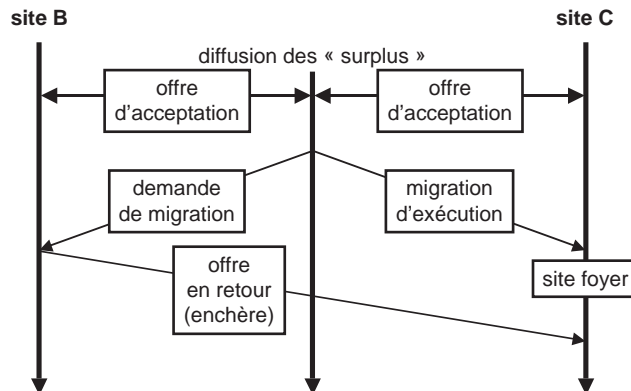 site B
site C
diffusion des « surplus »
offre
d'acceptation
offre
d'acceptation
demande
de migration
migration
d'exécution
offre
en retour
(enchère)
site foyer